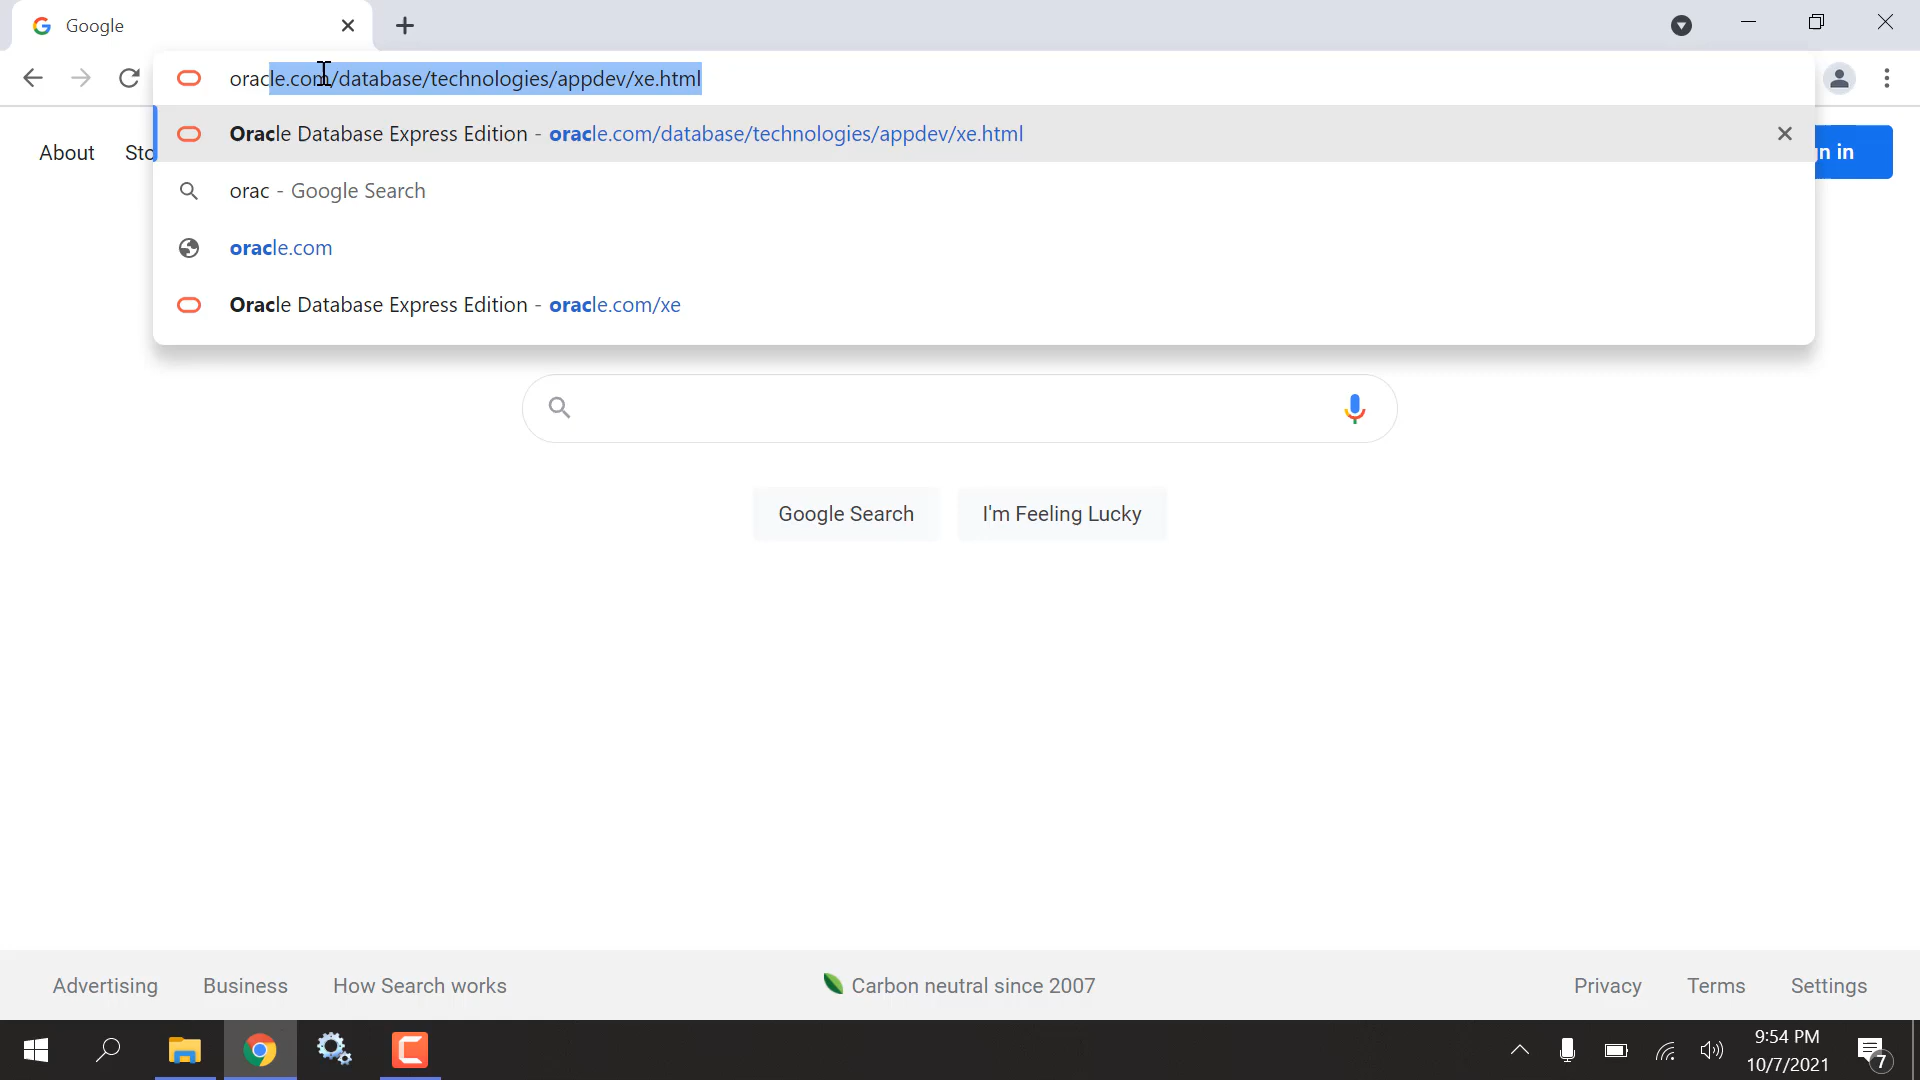 Google
oracle.com/database/technologies/appdev/xe.html
Oracle Database Express Edition - oracle.com/database/technologies/appdev/xe.html
About
Sto
n in
orac - Google Search
oracle.com
Oracle Database Express Edition - oracle.com/xe
Google Search
I'm Feeling Lucky
Advertising
Business
How Search works
Carbon neutral since 2007
Privacy
Terms
Settings
9:54 PM
10/7/2021
7